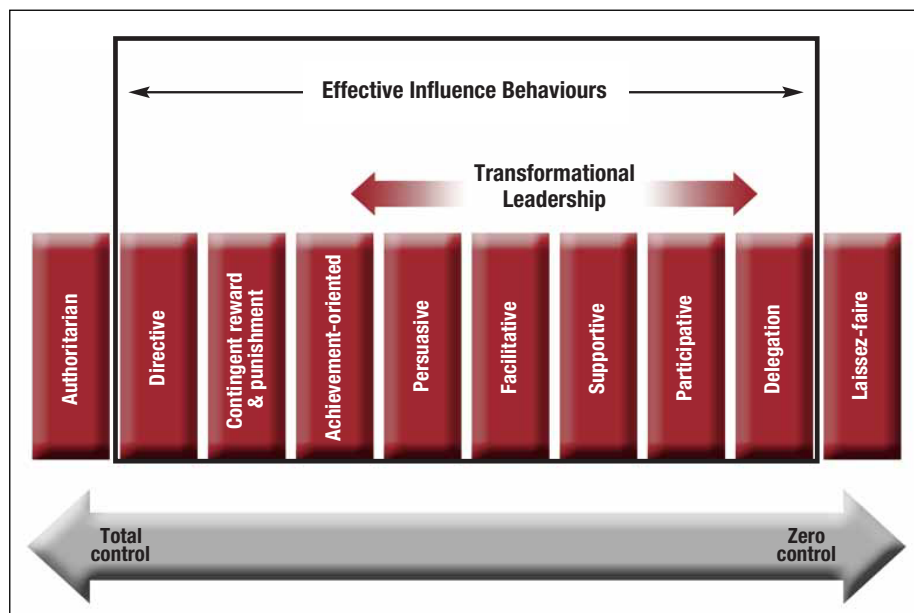 Effective Influence Behaviours
Transformational
Leadership
Authoritarian
Directive
Contingent reward
& punishment
Achievement-oriented
Persuasive
Facilitative
Supportive
Participative
Delegation
Laissez-faire
Total
control
Zero
control